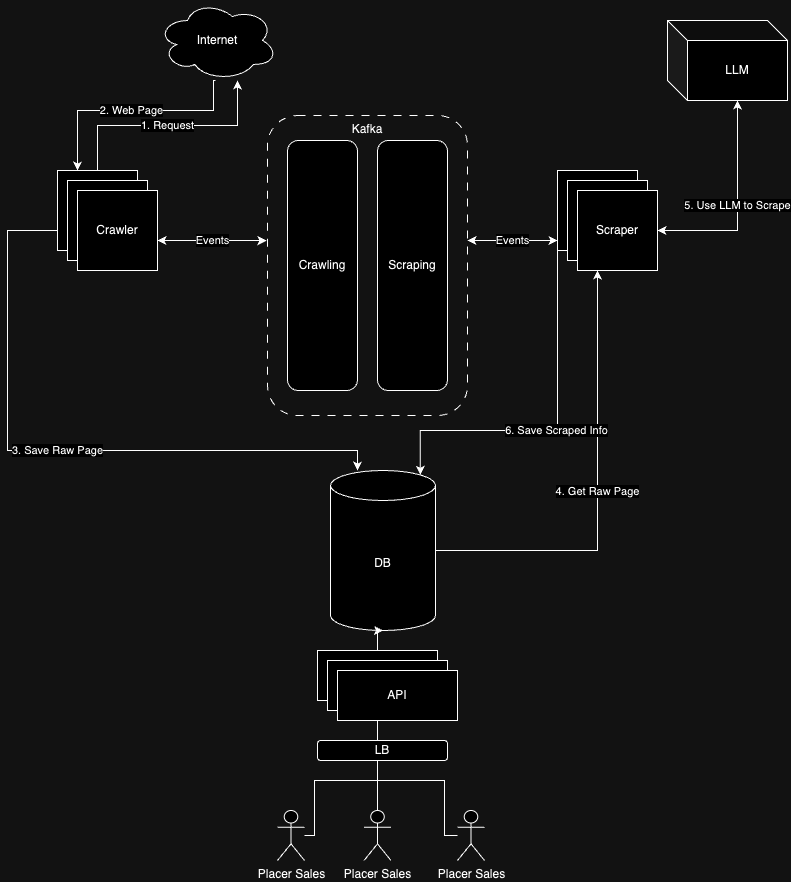 Internet
LLM
2. Web Page
1. Request
Kafka
5. Use LLM to Scrape
Crawler
Events
Crawling
Scraping
Events
Scraper
6. Save Scraped Info
3. Save Raw Page
4. Get Raw Page
DB
API
LB
Placer Sales
Placer Sales
Placer Sales